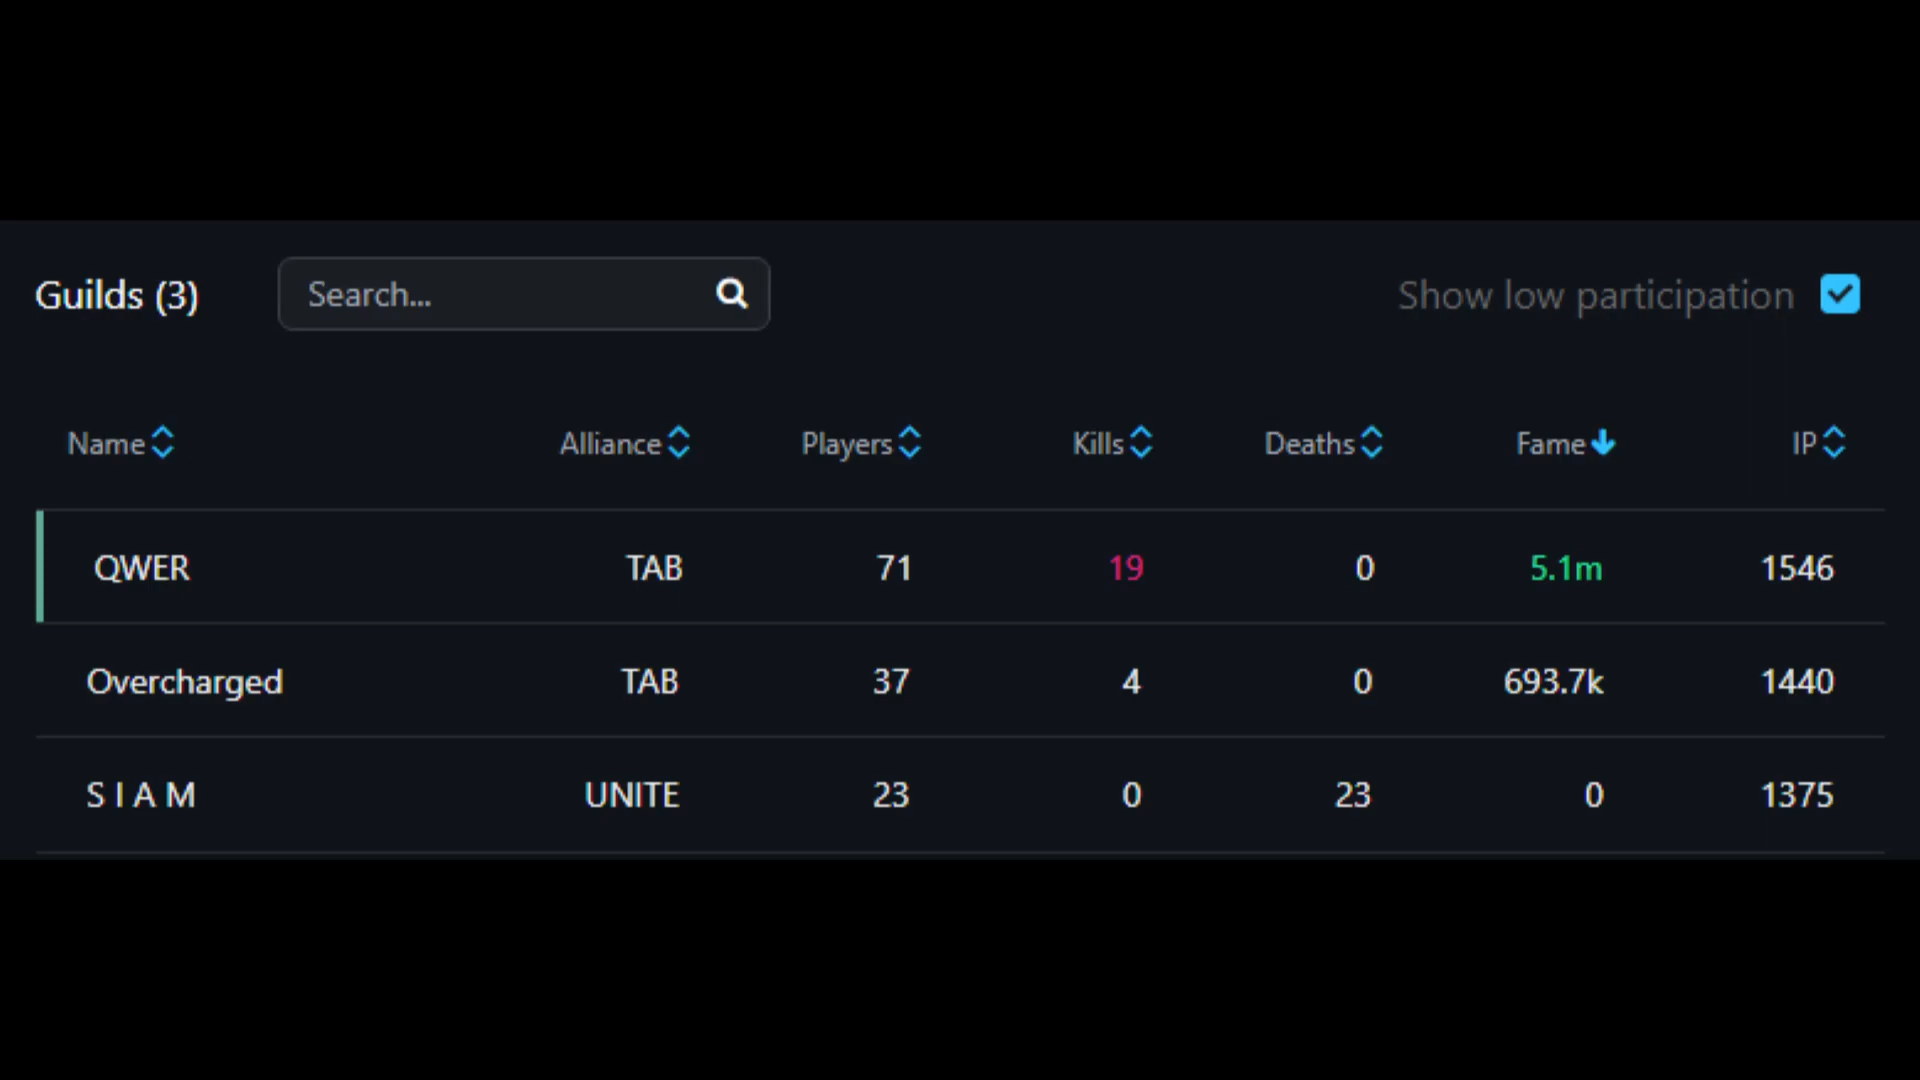 Guilds (3) Search... Show low participation
Name Alliance Players Kills Deaths Fame IP
QWER TAB 71 19 0 5.1m 1546
Overcharged TAB 37 4 0 693.7k 1440
S I A M UNITE 23 0 23 0 1375